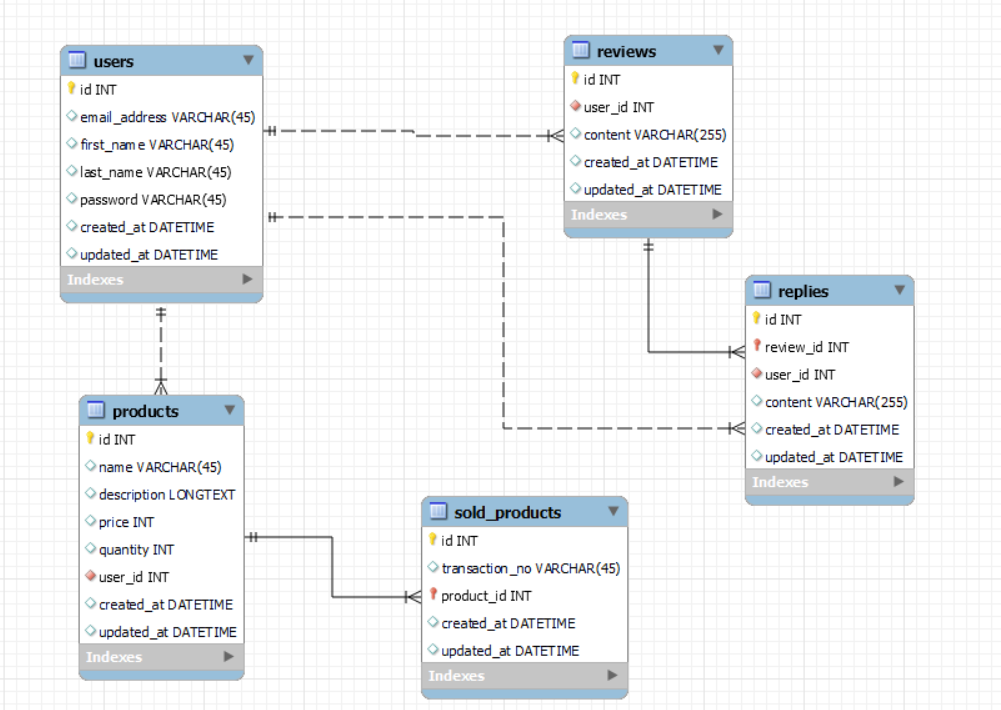 users
id INT
email_address VARCHAR(45)
first_name VARCHAR(45)
last_name VARCHAR(45)
password VARCHAR(45)
created_at DATETIME
updated_at DATETIME
Indexes
reviews
id INT
user_id INT
content VARCHAR(255)
created_at DATETIME
updated_at DATETIME
Indexes
replies
id INT
review_id INT
user_id INT
content VARCHAR(255)
created_at DATETIME
updated_at DATETIME
Indexes
products
id INT
name VARCHAR(45)
description LONGTEXT
price INT
quantity INT
user_id INT
created_at DATETIME
updated_at DATETIME
Indexes
sold_products
id INT
transaction_no VARCHAR(45)
product_id INT
created_at DATETIME
updated_at DATETIME
Indexes